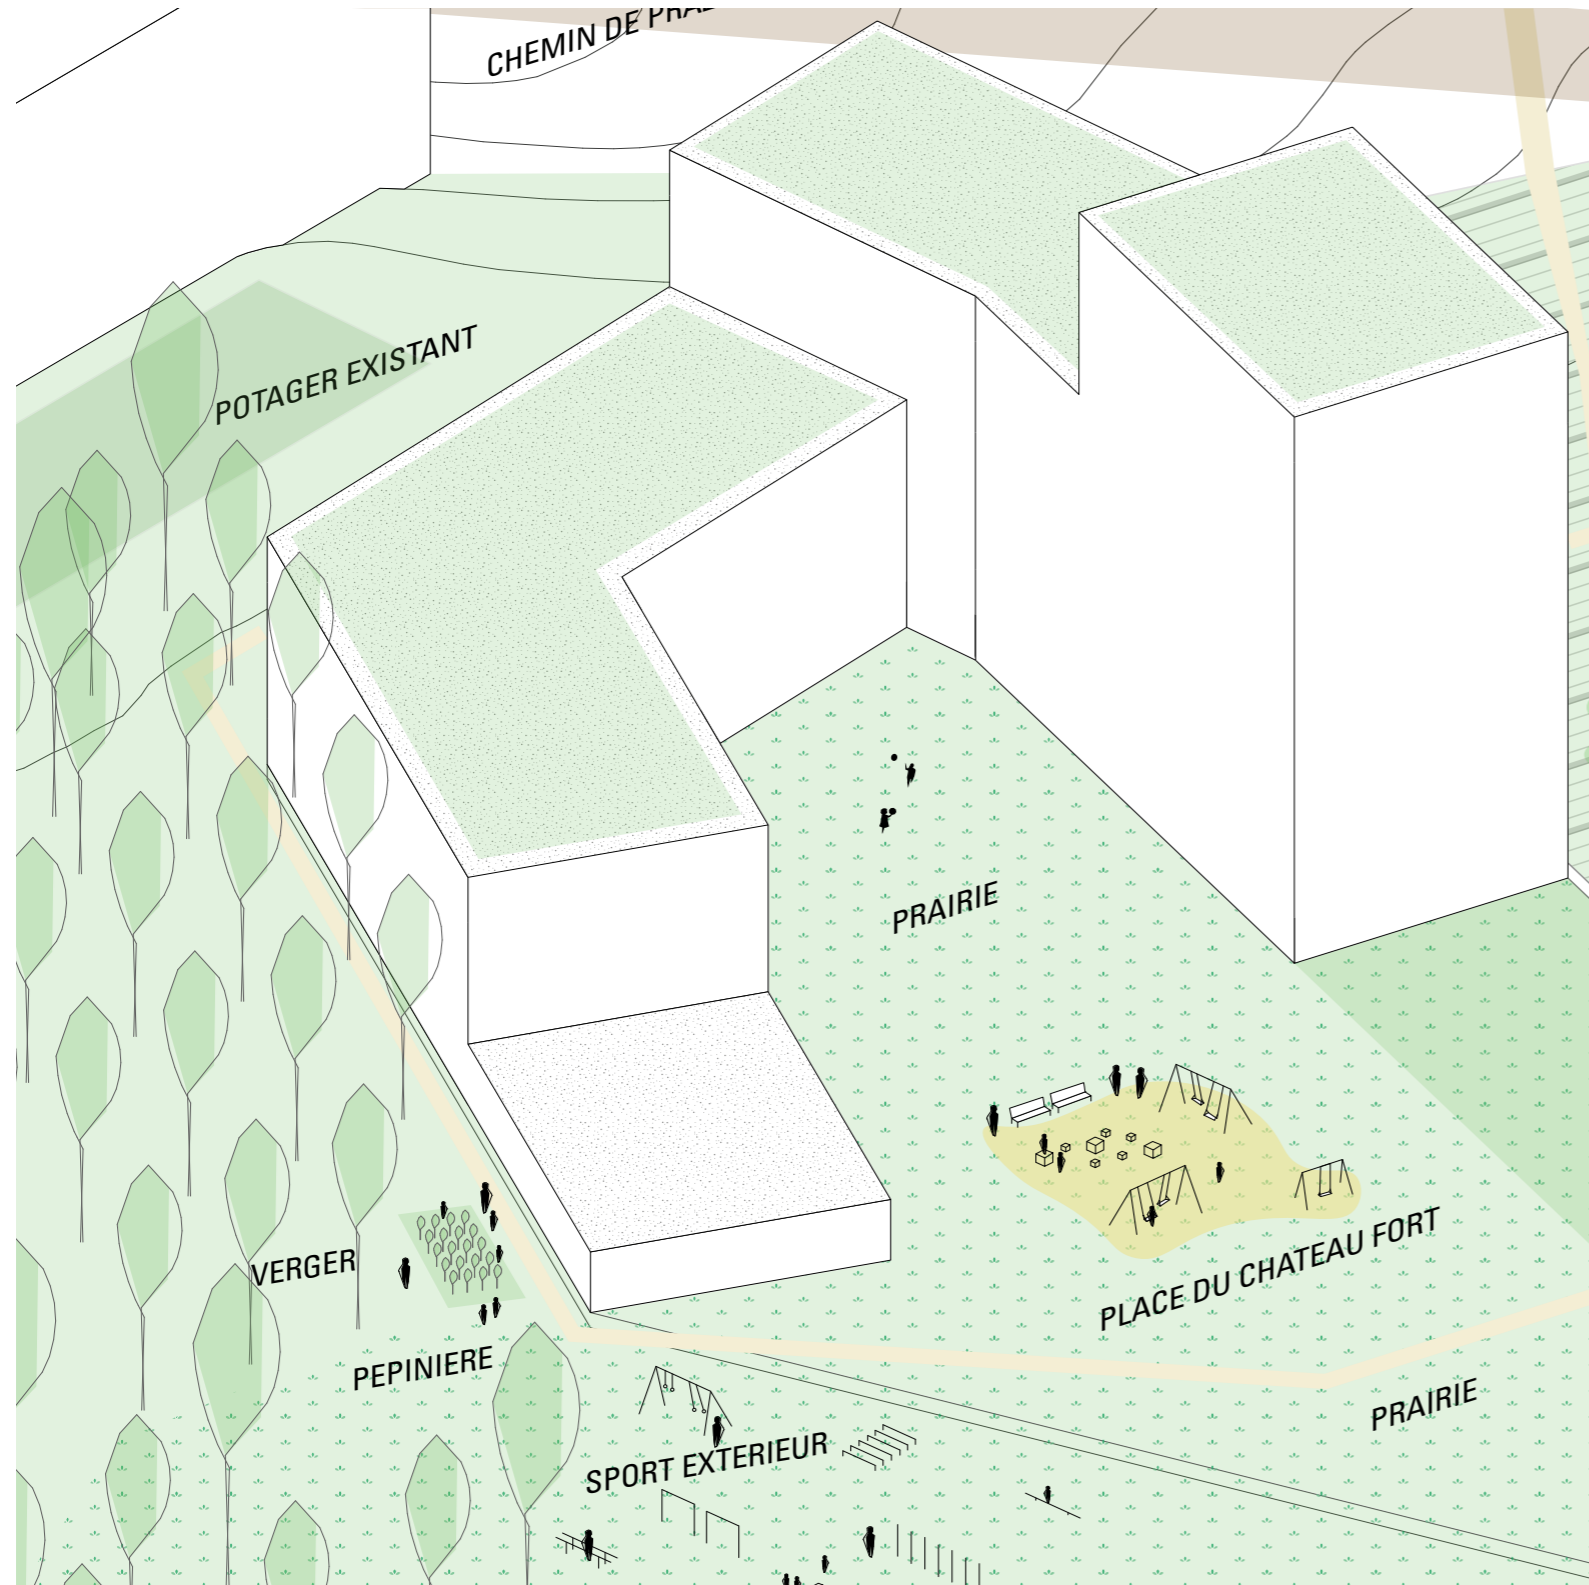 CHEMIN DE
POTAGER EXISTANT
PRAIRIE
PLACE DU CHATEAU FORT
VERGER
PEPINIERE
PRAIRIE
SPORT EXTERIEUR